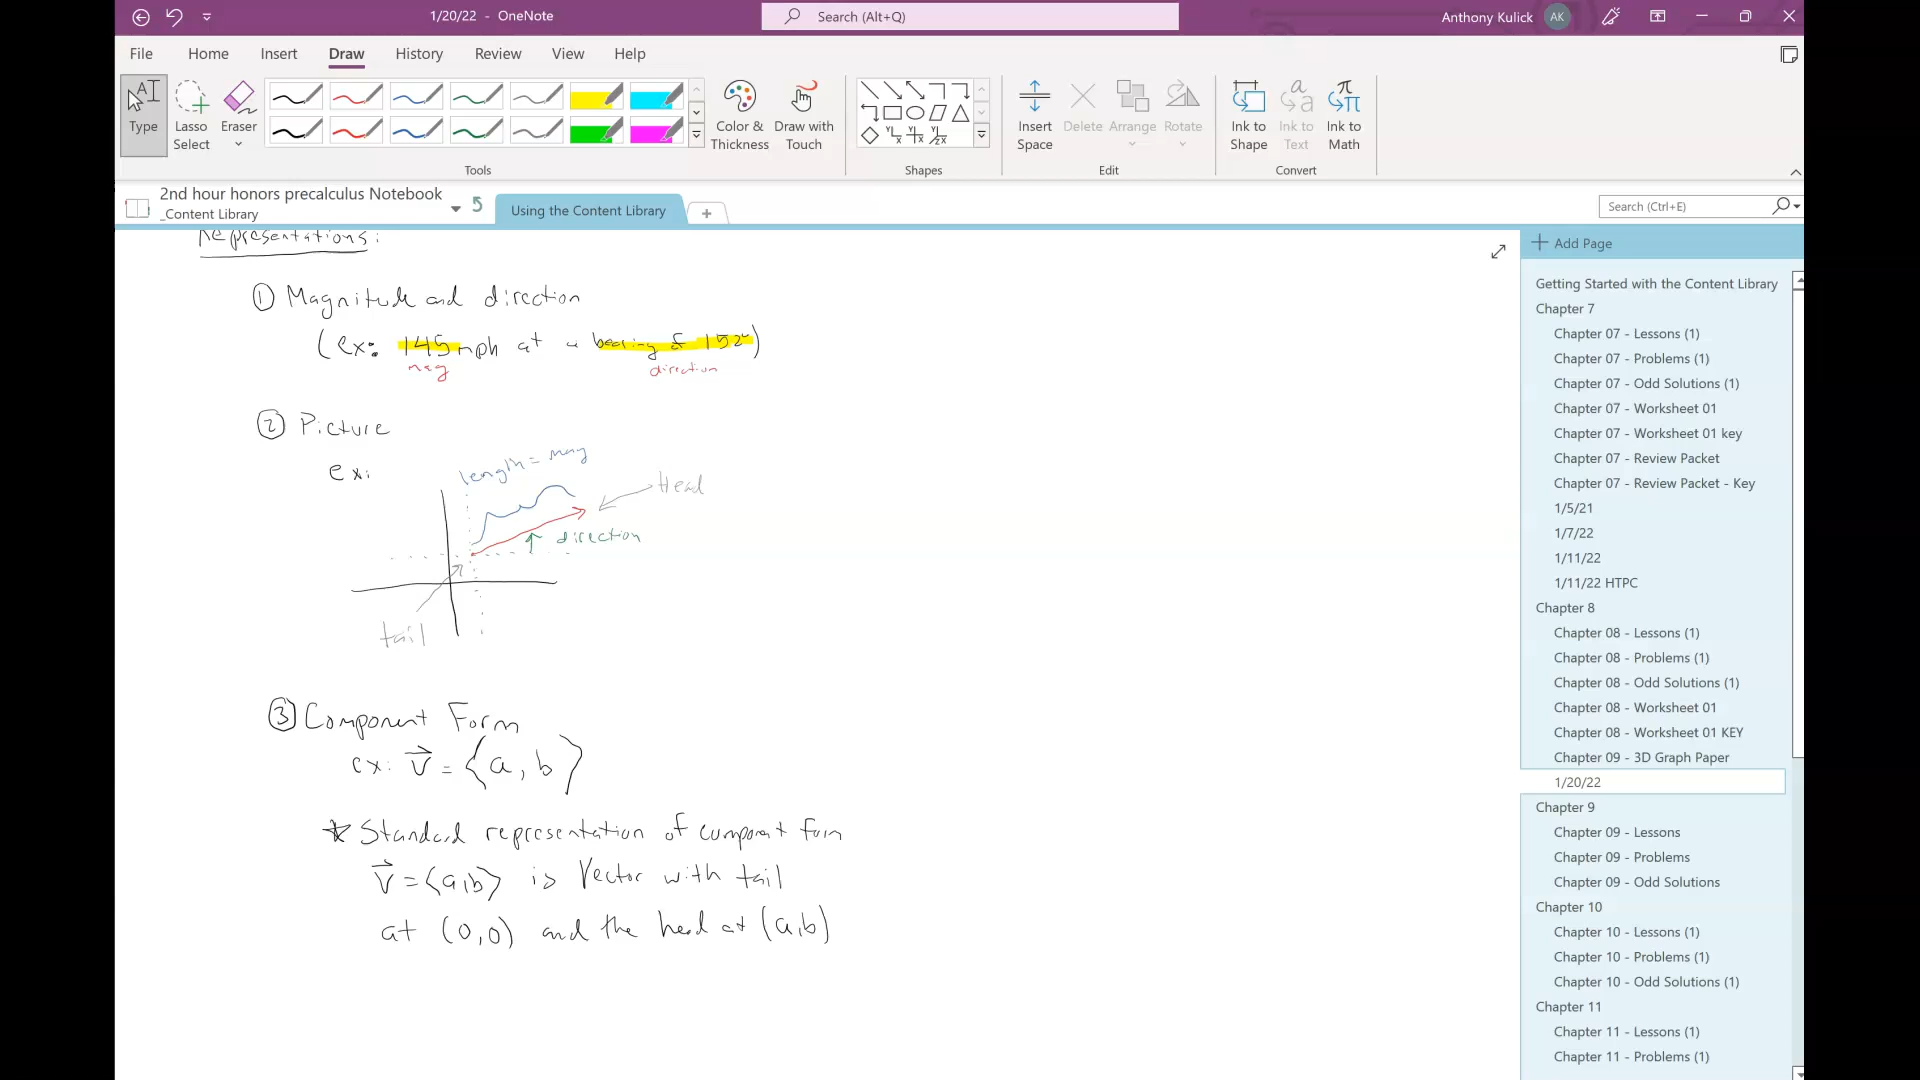 1/20/22 - OneNote
Search (Alt+Q)
Anthony Kulick
AK
File Home Insert Draw History Review View Help
Type
Lasso Select
Eraser
Color & Thickness
Draw with Touch
Insert Space
Delete
Arrange
Rotate
Ink to Shape
Ink to Text
Ink to Math
Tools
Shapes
Edit
Convert
2nd hour honors precalculus Notebook
_Content Library
Using the Content Library
Search (Ctrl+E)
Representations:
① Magnitude and direction
(ex: 145 mph at a bearing of 152°)
mag direction
② Picture
ex:
length = mag
Head
direction
tail
③ Component Form
ex: v⃗ = ⟨a, b⟩
* Standard representation of component form
v⃗ = ⟨a,b⟩ is Vector with tail
at (0,0) and the head at (a,b)
Add Page
Getting Started with the Content Library
Chapter 7
Chapter 07 - Lessons (1)
Chapter 07 - Problems (1)
Chapter 07 - Odd Solutions (1)
Chapter 07 - Worksheet 01
Chapter 07 - Worksheet 01 key
Chapter 07 - Review Packet
Chapter 07 - Review Packet - Key
1/5/21
1/7/22
1/11/22
1/11/22 HTPC
Chapter 8
Chapter 08 - Lessons (1)
Chapter 08 - Problems (1)
Chapter 08 - Odd Solutions (1)
Chapter 08 - Worksheet 01
Chapter 08 - Worksheet 01 KEY
Chapter 09 - 3D Graph Paper
1/20/22
Chapter 9
Chapter 09 - Lessons
Chapter 09 - Problems
Chapter 09 - Odd Solutions
Chapter 10
Chapter 10 - Lessons (1)
Chapter 10 - Problems (1)
Chapter 10 - Odd Solutions (1)
Chapter 11
Chapter 11 - Lessons (1)
Chapter 11 - Problems (1)